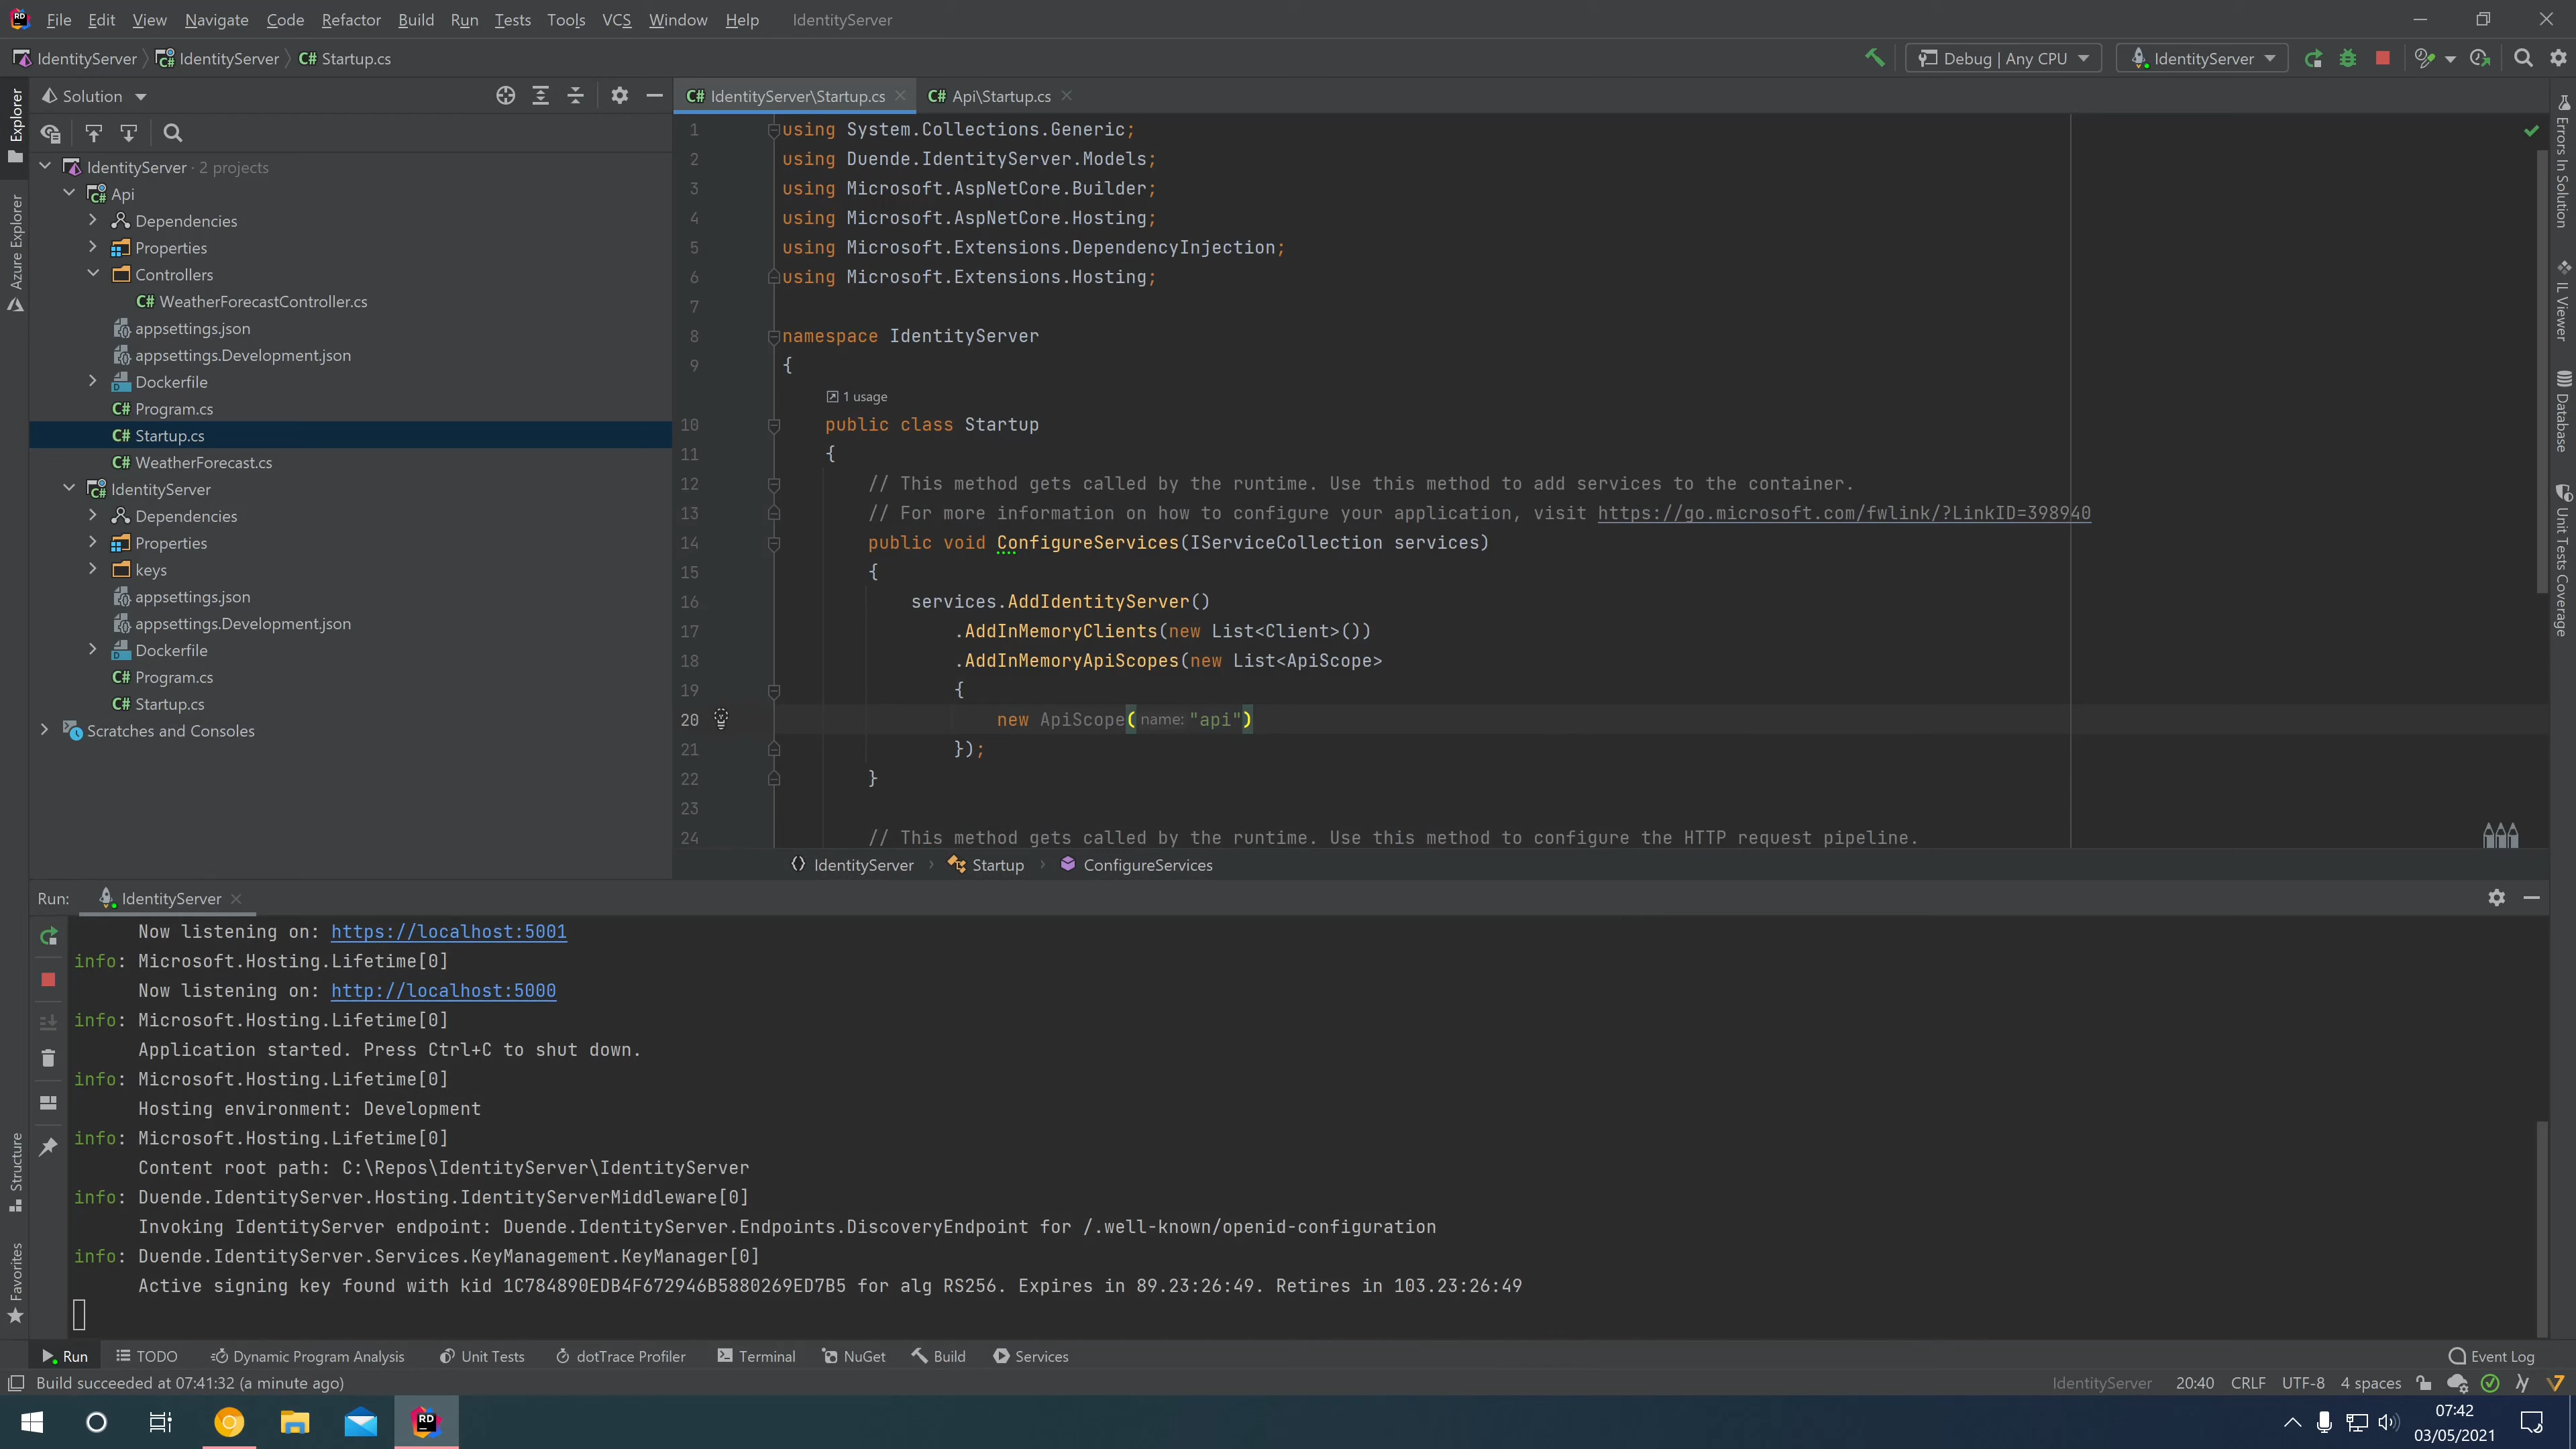 File Edit View Navigate Code Refactor Build Run Tests Tools VCS Window Help IdentityServer
IdentityServer IdentityServer C# Startup.cs Debug | Any CPU IdentityServer
Explorer
Azure Explorer
Structure
Favorites
Solution
IdentityServer · 2 projects
Api
Dependencies
Properties
Controllers
C# WeatherForecastController.cs
appsettings.json
appsettings.Development.json
Dockerfile
C# Program.cs
C# Startup.cs
C# WeatherForecast.cs
IdentityServer
Dependencies
Properties
keys
appsettings.json
appsettings.Development.json
Dockerfile
C# Program.cs
C# Startup.cs
Scratches and Consoles
C# IdentityServer\Startup.cs C# Api\Startup.cs
1 using System.Collections.Generic;
2 using Duende.IdentityServer.Models;
3 using Microsoft.AspNetCore.Builder;
4 using Microsoft.AspNetCore.Hosting;
5 using Microsoft.Extensions.DependencyInjection;
6 using Microsoft.Extensions.Hosting;
7
8 namespace IdentityServer
9 {
1 usage
10 public class Startup
11 {
12 // This method gets called by the runtime. Use this method to add services to the container.
13 // For more information on how to configure your application, visit https://go.microsoft.com/fwlink/?LinkID=398940
14 public void ConfigureServices(IServiceCollection services)
15 {
16 services.AddIdentityServer()
17 .AddInMemoryClients(new List<Client>())
18 .AddInMemoryApiScopes(new List<ApiScope>
19 {
20 new ApiScope( name: "api")
21 });
22 }
23
24 // This method gets called by the runtime. Use this method to configure the HTTP request pipeline.
IdentityServer Startup ConfigureServices
Errors In Solution
IL Viewer
Database
Unit Tests Coverage
Run: IdentityServer
Now listening on: https://localhost:5001
info: Microsoft.Hosting.Lifetime[0]
Now listening on: http://localhost:5000
info: Microsoft.Hosting.Lifetime[0]
Application started. Press Ctrl+C to shut down.
info: Microsoft.Hosting.Lifetime[0]
Hosting environment: Development
info: Microsoft.Hosting.Lifetime[0]
Content root path: C:\Repos\IdentityServer\IdentityServer
info: Duende.IdentityServer.Hosting.IdentityServerMiddleware[0]
Invoking IdentityServer endpoint: Duende.IdentityServer.Endpoints.DiscoveryEndpoint for /.well-known/openid-configuration
info: Duende.IdentityServer.Services.KeyManagement.KeyManager[0]
Active signing key found with kid 1C784890EDB4F672946B5880269ED7B5 for alg RS256. Expires in 89.23:26:49. Retires in 103.23:26:49
Run TODO Dynamic Program Analysis Unit Tests dotTrace Profiler Terminal NuGet Build Services Event Log
Build succeeded at 07:41:32 (a minute ago) IdentityServer 20:40 CRLF UTF-8 4 spaces
RD
07:42
03/05/2021